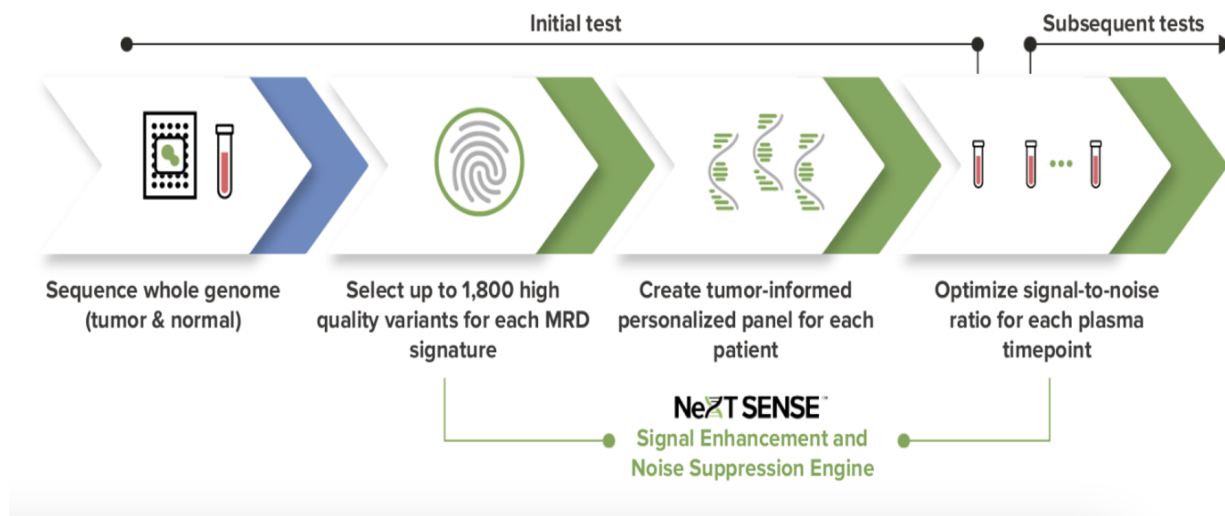 Initial test
Subsequent tests
Sequence whole genome
(tumor & normal)
Select up to 1,800 high
quality variants for each MRD
signature
Create tumor-informed
personalized panel for each
patient
Optimize signal-to-noise
ratio for each plasma
timepoint
NeXT SENSE™
Signal Enhancement and
Noise Suppression Engine